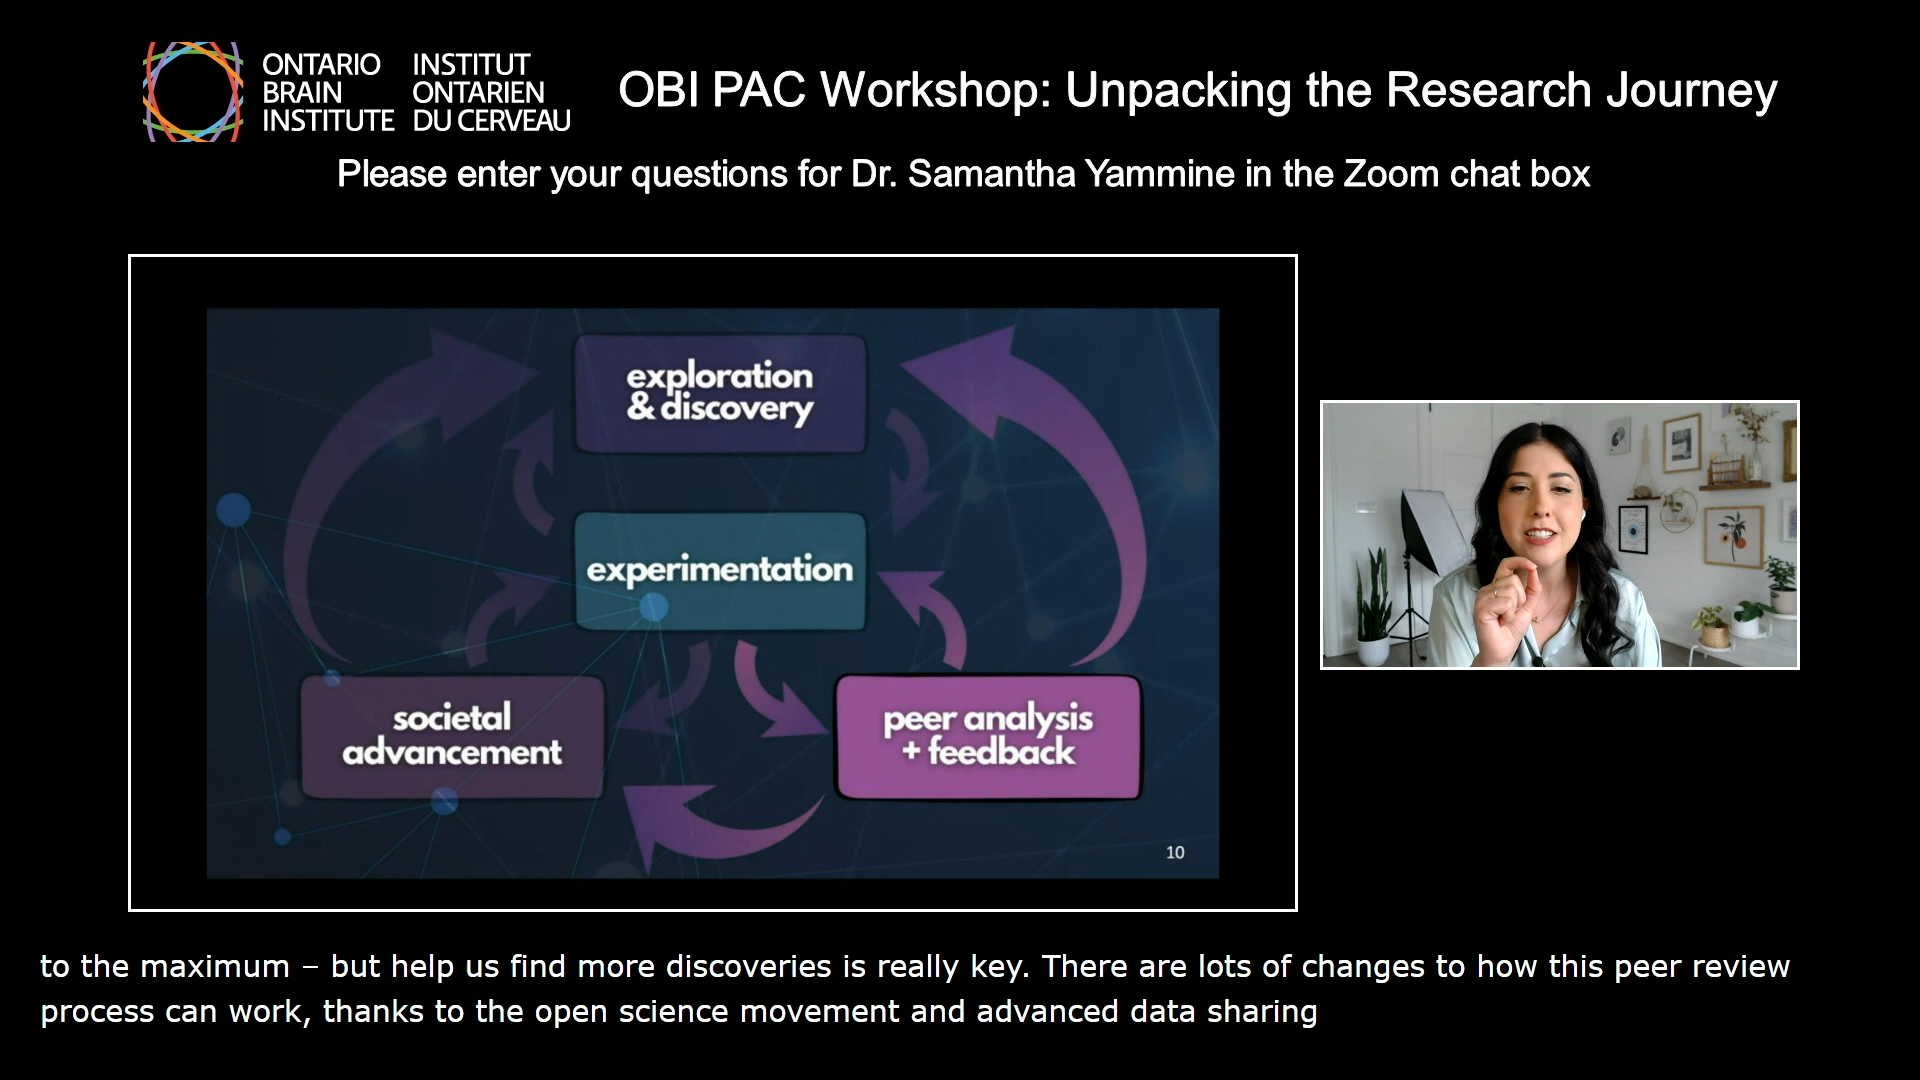 ONTARIO
BRAIN
INSTITUTE
INSTITUT
ONTARIEN
DU CERVEAU
OBI PAC Workshop: Unpacking the Research Journey
Please enter your questions for Dr. Samantha Yammine in the Zoom chat box
exploration
& discovery
experimentation
societal
advancement
peer analysis
+ feedback
10
to the maximum – but help us find more discoveries is really key. There are lots of changes to how this peer review
process can work, thanks to the open science movement and advanced data sharing